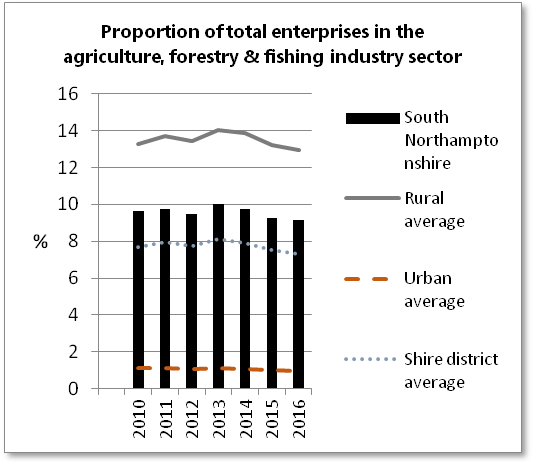 Proportion of total enterprises in the
agriculture, forestry & fishing industry sector
16
14
12
10
8
6
4
2
0
%
2010
2011
2012
2013
2014
2015
2016
South
Northampto
nshire
Rural
average
Urban
average
Shire district
average